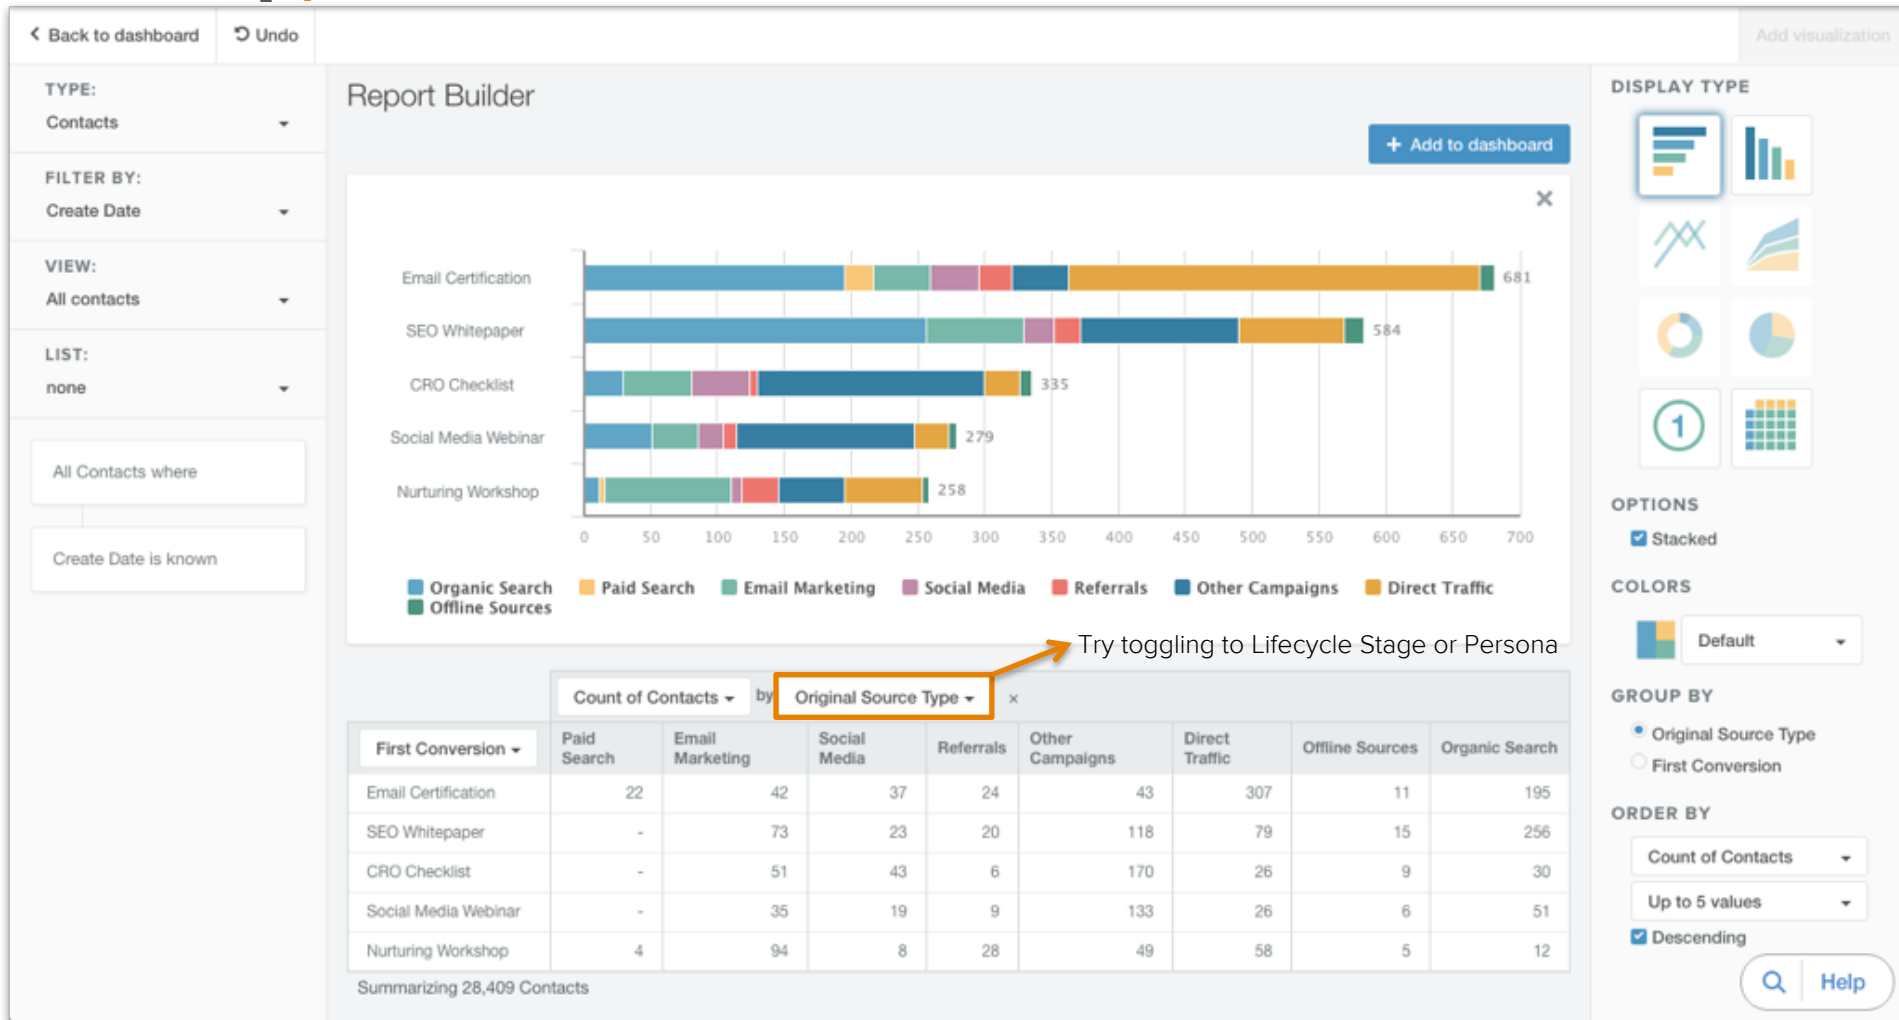 Back to dashboard
Undo
Add visualization
TYPE:
Contacts
FILTER BY:
Create Date
VIEW:
All contacts
LIST:
none
All Contacts where
Create Date is known
Report Builder
+ Add to dashboard
Email Certification
681
SEO Whitepaper
584
CRO Checklist
335
Social Media Webinar
279
Nurturing Workshop
258
0 50 100 150 200 250 300 350 400 450 500 550 600 650 700
Organic Search Paid Search Email Marketing Social Media Referrals Other Campaigns Direct Traffic
Offline Sources
Try toggling to Lifecycle Stage or Persona
Count of Contacts by Original Source Type ×
First Conversion Paid Search Email Marketing Social Media Referrals Other Campaigns Direct Traffic Offline Sources Organic Search
Email Certification 22 42 37 24 43 307 11 195
SEO Whitepaper - 73 23 20 118 79 15 256
CRO Checklist - 51 43 6 170 26 9 30
Social Media Webinar - 35 19 9 133 26 6 51
Nurturing Workshop 4 94 8 28 49 58 5 12
Summarizing 28,409 Contacts
DISPLAY TYPE
1
OPTIONS
Stacked
COLORS
Default
GROUP BY
Original Source Type
First Conversion
ORDER BY
Count of Contacts
Up to 5 values
Descending
Help